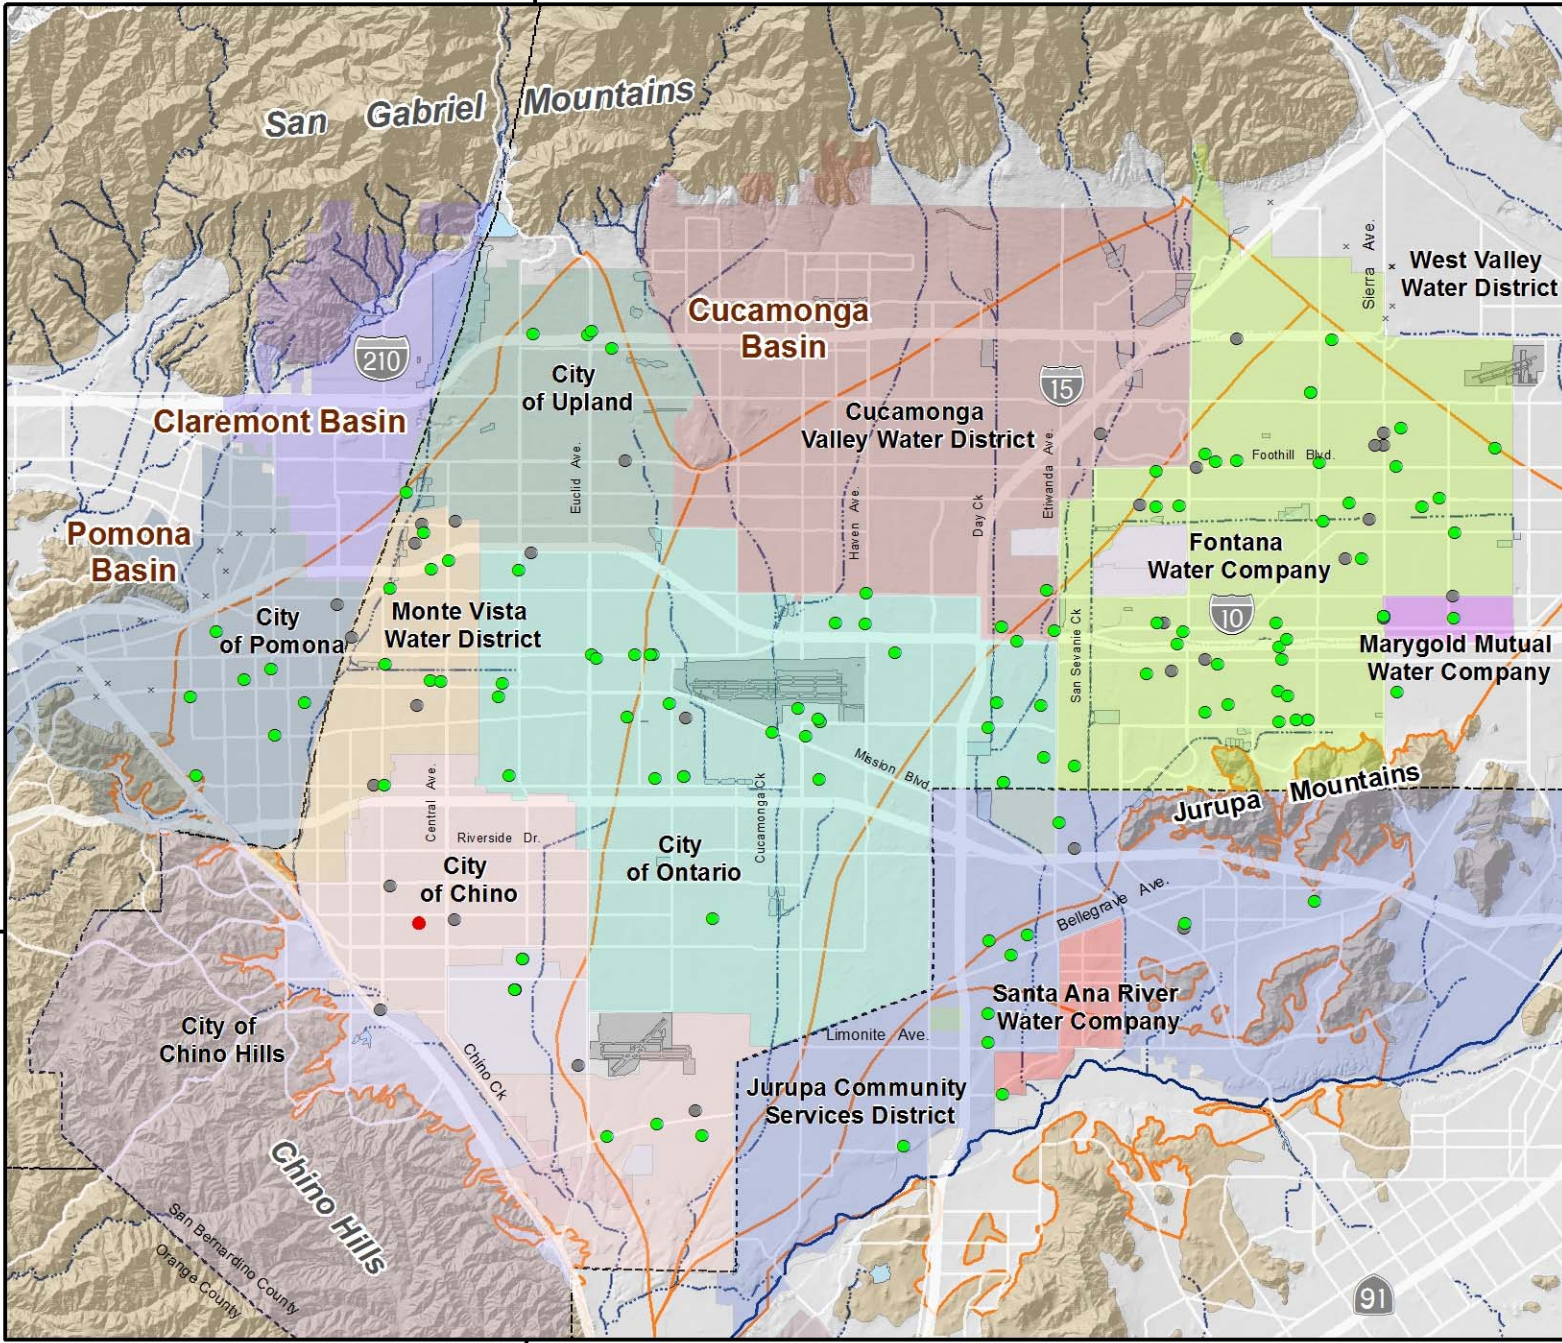 San Gabriel Mountains
West Valley
Water District
Sierra Ave.
Cucamonga
Basin
210
City
of Upland
15
Cucamonga
Valley Water District
Claremont Basin
Euclid Ave.
Haven Ave.
Day Ck
Etiwanda Ave.
Foothill Blvd.
Pomona
Basin
Fontana
Water Company
City
of Pomona
Monte Vista
Water District
10
San Sevanie Ck
Marygold Mutual
Water Company
Mission Blvd.
Jurupa Mountains
Central Ave.
Riverside Dr.
Cucamonga Ck
City
of Chino
City
of Ontario
Bellegrave Ave.
Santa Ana River
Water Company
City of
Chino Hills
Limonite Ave.
Chino Ck
Jurupa Community
Services District
Chino Hills
San Bernardino County
Orange County
91